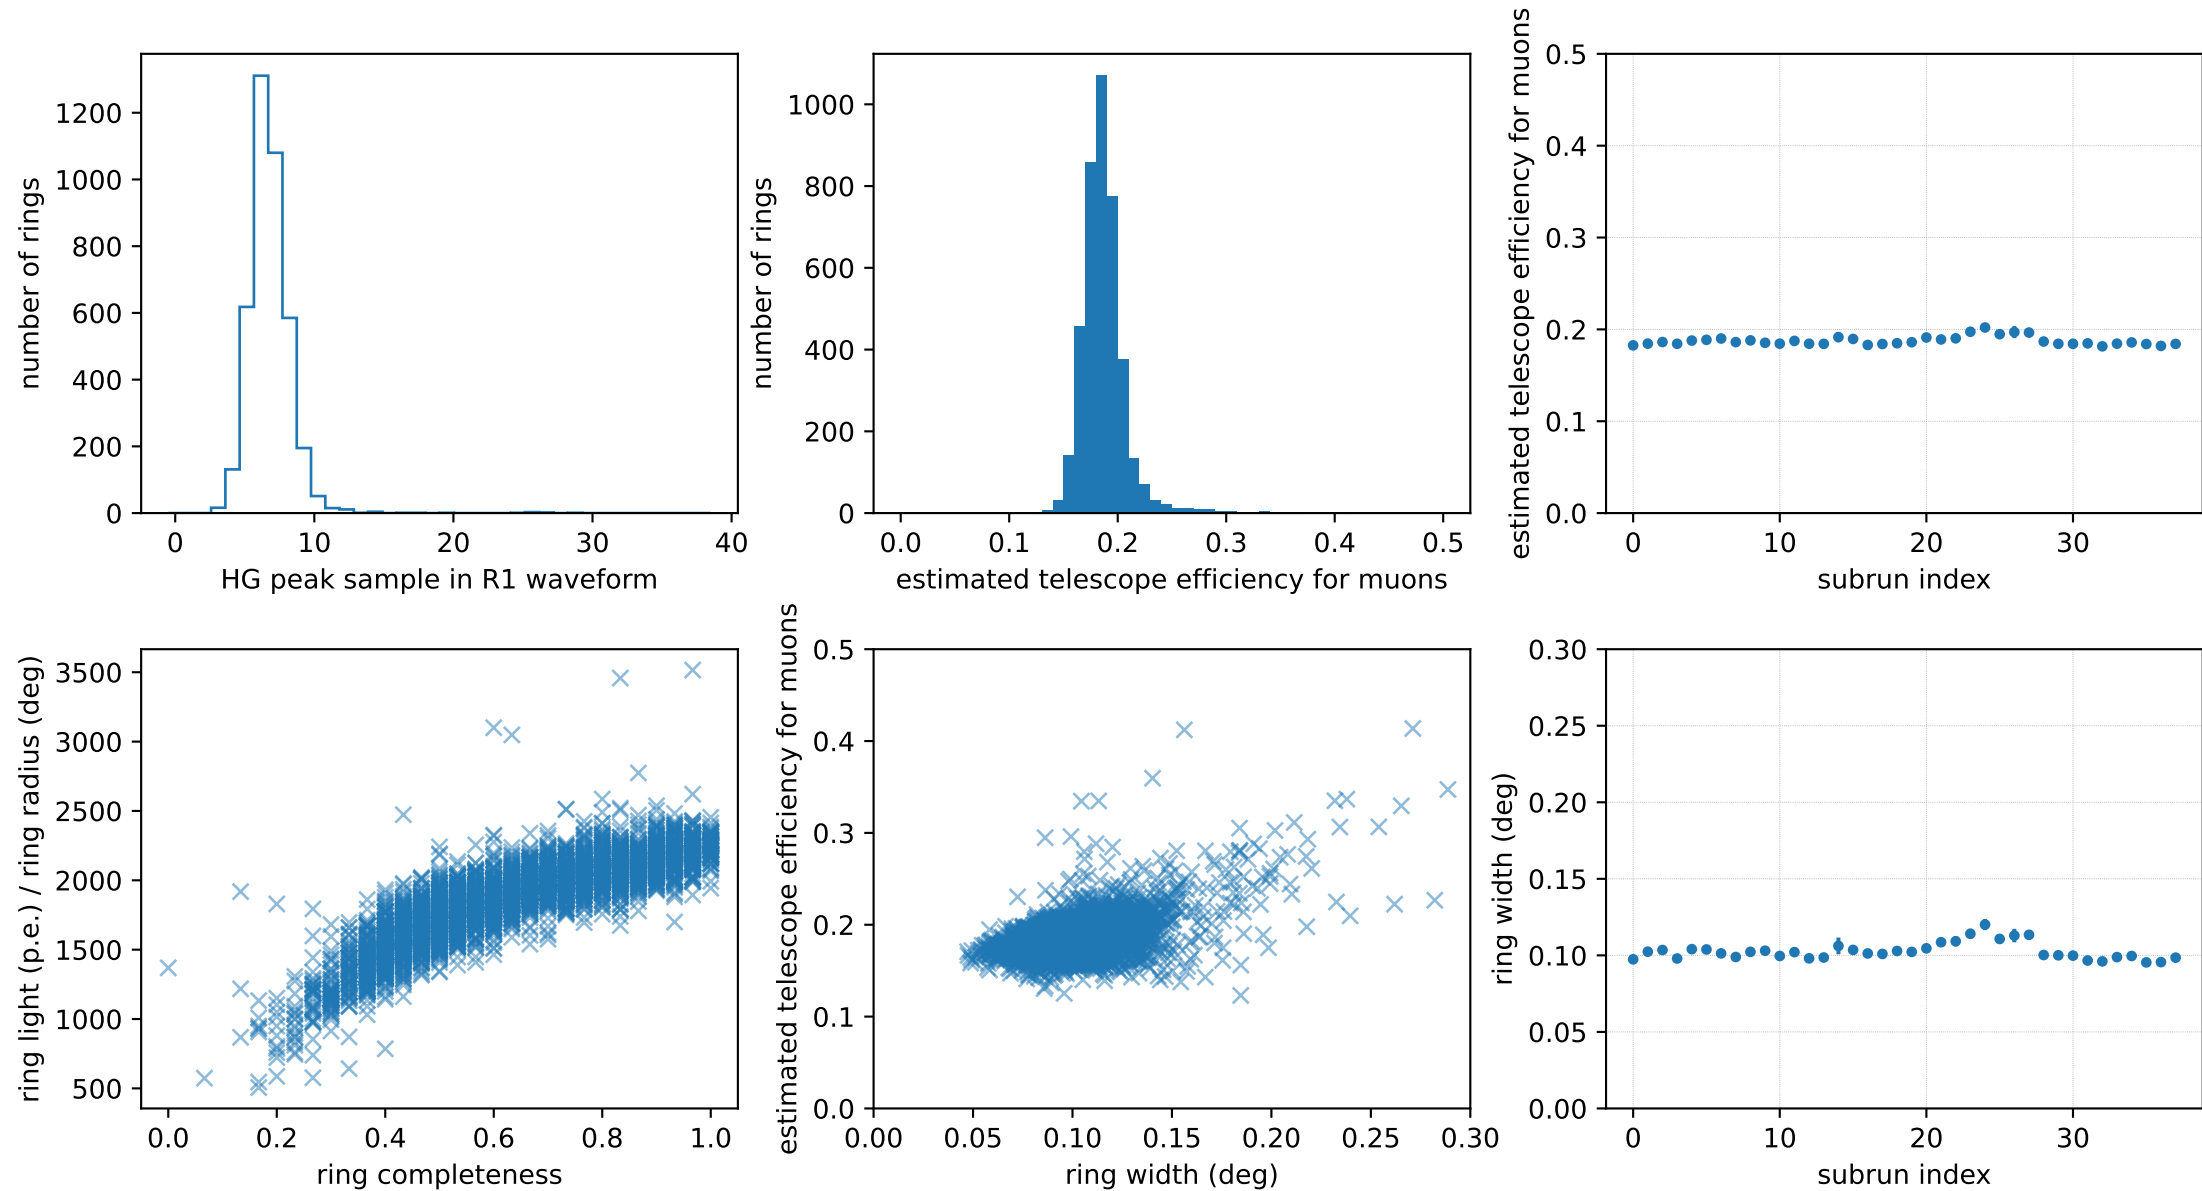 number of rings
1200
1000
800
600
400
200
0
0 10 20 30 40
HG peak sample in R1 waveform
number of rings
1000
800
600
400
200
0
0.0 0.1 0.2 0.3 0.4 0.5
estimated telescope efficiency for muons
estimated telescope efficiency for muons
0.5
0.4
0.3
0.2
0.1
0.0
0 10 20 30
subrun index
ring light (p.e.) / ring radius (deg)
3500
3000
2500
2000
1500
1000
500
0.0 0.2 0.4 0.6 0.8 1.0
ring completeness
estimated telescope efficiency for muons
0.5
0.4
0.3
0.2
0.1
0.0
0.00 0.05 0.10 0.15 0.20 0.25 0.30
ring width (deg)
ring width (deg)
0.30
0.25
0.20
0.15
0.10
0.05
0.00
0 10 20 30
subrun index